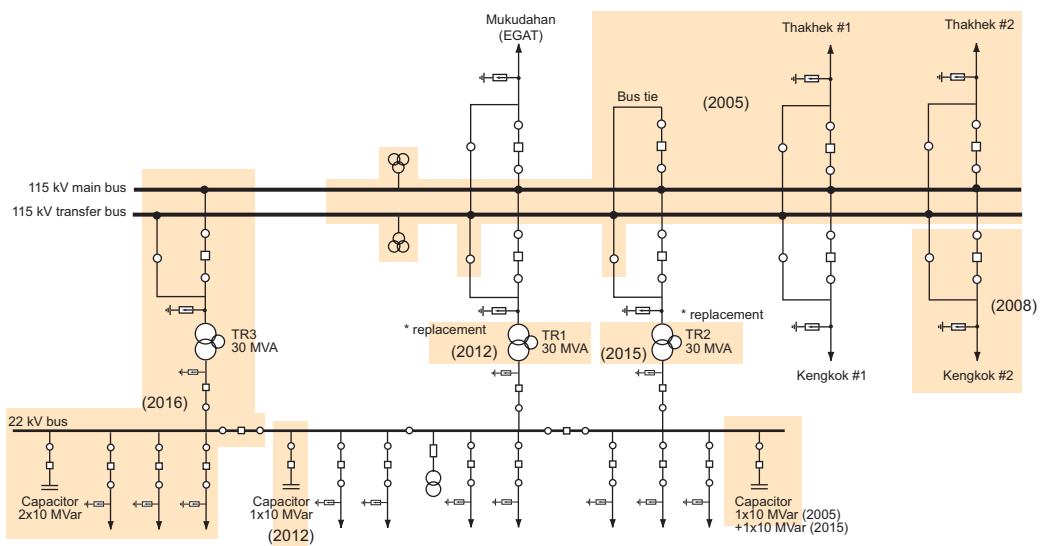 Mukudahan
(EGAT)
Thakhek #1
Thakhek #2
Bus tie
(2005)
115 kV main bus
115 kV transfer bus
(2008)
* replacement
* replacement
TR3
30 MVA
(2012)
TR1
30 MVA
(2015)
TR2
30 MVA
Kengkok #1
Kengkok #2
(2016)
22 kV bus
Capacitor
2x10 MVar
Capacitor
1x10 MVar
(2012)
Capacitor
1x10 MVar (2005)
+1x10 MVar (2015)